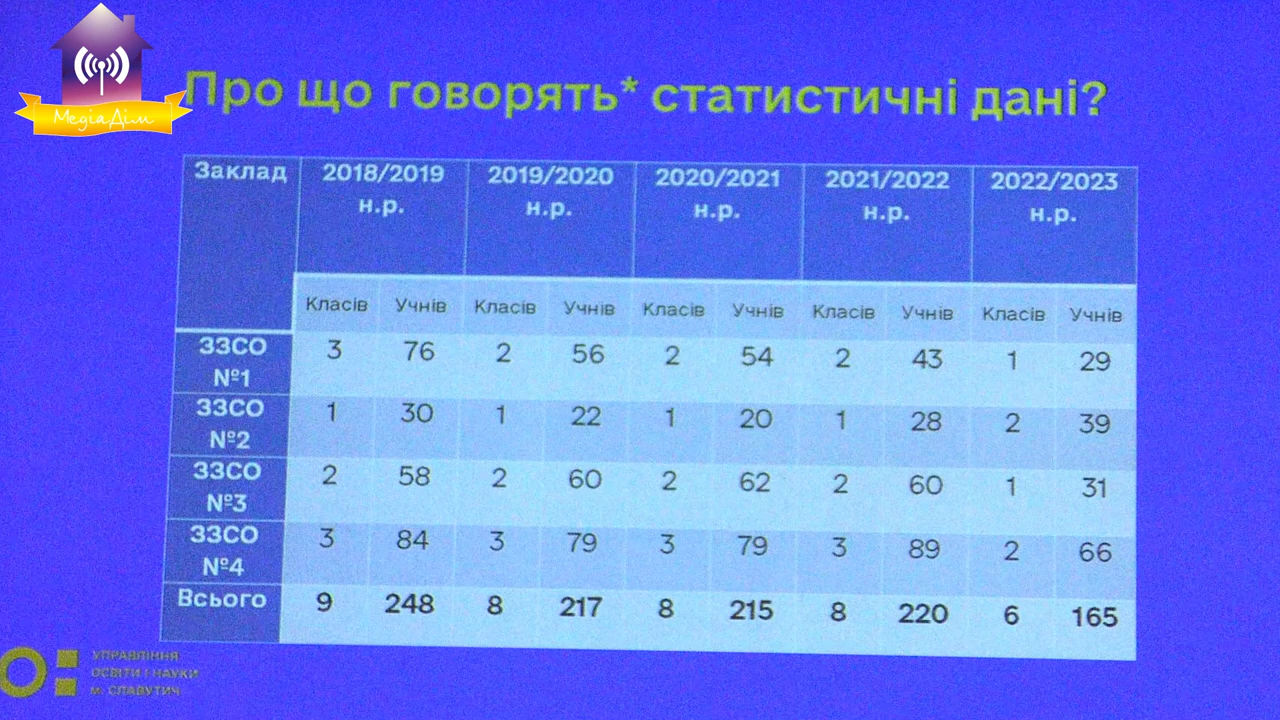 МедіаДім
Про що говорять* статистичні дані?
Заклад 2018/2019 н.р. 2019/2020 н.р. 2020/2021 н.р. 2021/2022 н.р. 2022/2023 н.р.
Класів Учнів Класів Учнів Класів Учнів Класів Учнів Класів Учнів
ЗЗСО №1 3 76 2 56 2 54 2 43 1 29
ЗЗСО №2 1 30 1 22 1 20 1 28 2 39
ЗЗСО №3 2 58 2 60 2 62 2 60 1 31
ЗЗСО №4 3 84 3 79 3 79 3 89 2 66
Всього 9 248 8 217 8 215 8 220 6 165
УПРАВЛІННЯ
ОСВІТИ І НАУКИ
м. СЛАВУТИЧ